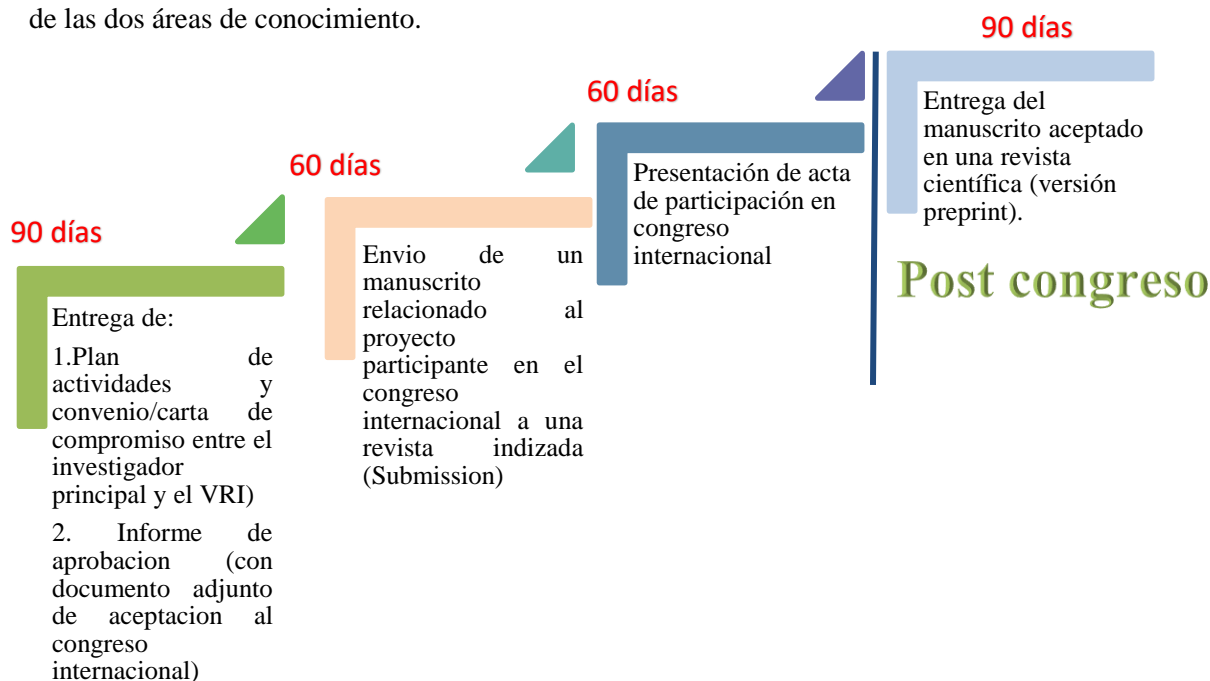 de las dos áreas de conocimiento.
90 días
Entrega de:
1.Plan de
actividades y
convenio/carta de
compromiso entre el
investigador
principal y el VRI)
2. Informe de
aprobacion (con
documento adjunto
de aceptacion al
congreso
internacional)
60 días
Envio de un
manuscrito
relacionado al
proyecto
participante en el
congreso
internacional a una
revista indizada
(Submission)
60 días
Presentación de acta
de participación en
congreso
internacional
90 días
Entrega del
manuscrito aceptado
en una revista
científica (versión
preprint).
Post congreso